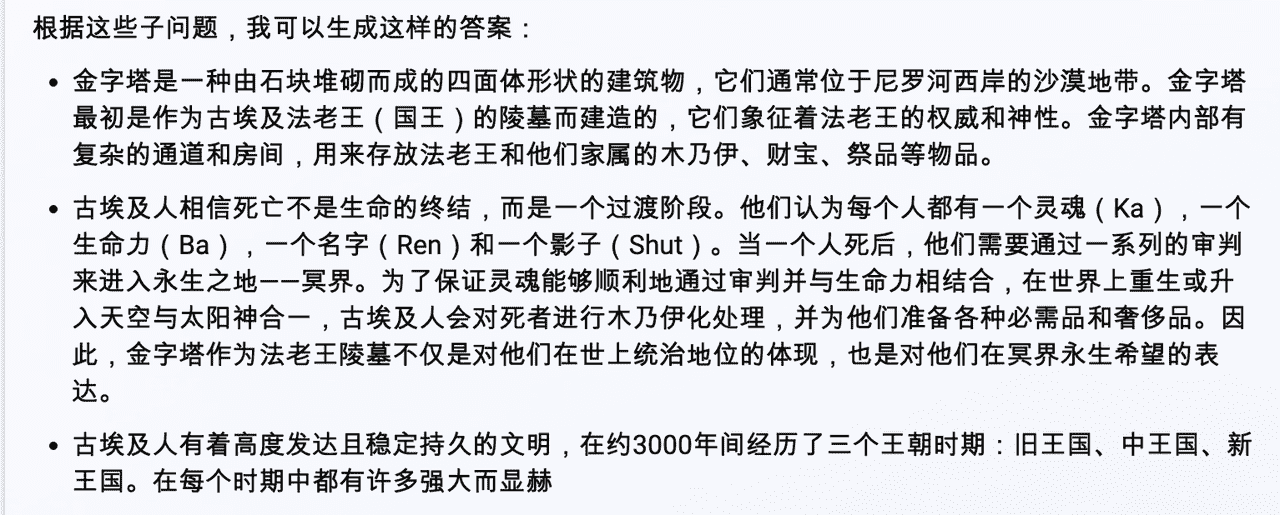 根据这些子问题，我可以生成这样的答案：
• 金字塔是一种由石块堆砌而成的四面体形状的建筑物，它们通常位于尼罗河西岸的沙漠地带。金字塔
最初是作为古埃及法老王（国王）的陵墓而建造的，它们象征着法老王的权威和神性。金字塔内部有
复杂的通道和房间，用来存放法老王和他们家属的木乃伊、财宝、祭品等物品。
• 古埃及人相信死亡不是生命的终结，而是一个过渡阶段。他们认为每个人都有一个灵魂（Ka），一个
生命力（Ba），一个名字（Ren）和一个影子（Shut）。当一个人死后，他们需要通过一系列的审判
来进入永生之地——冥界。为了保证灵魂能够顺利地通过审判并与生命力相结合，在世界上重生或升
入天空与太阳神合一，古埃及人会对死者进行木乃伊化处理，并为他们准备各种必需品和奢侈品。因
此，金字塔作为法老王陵墓不仅是对他们在世上统治地位的体现，也是对他们在冥界永生希望的表
达。
• 古埃及人有着高度发达且稳定持久的文明，在约3000年间经历了三个王朝时期：旧王国、中王国、新
王国。在每个时期中都有许多强大而显赫